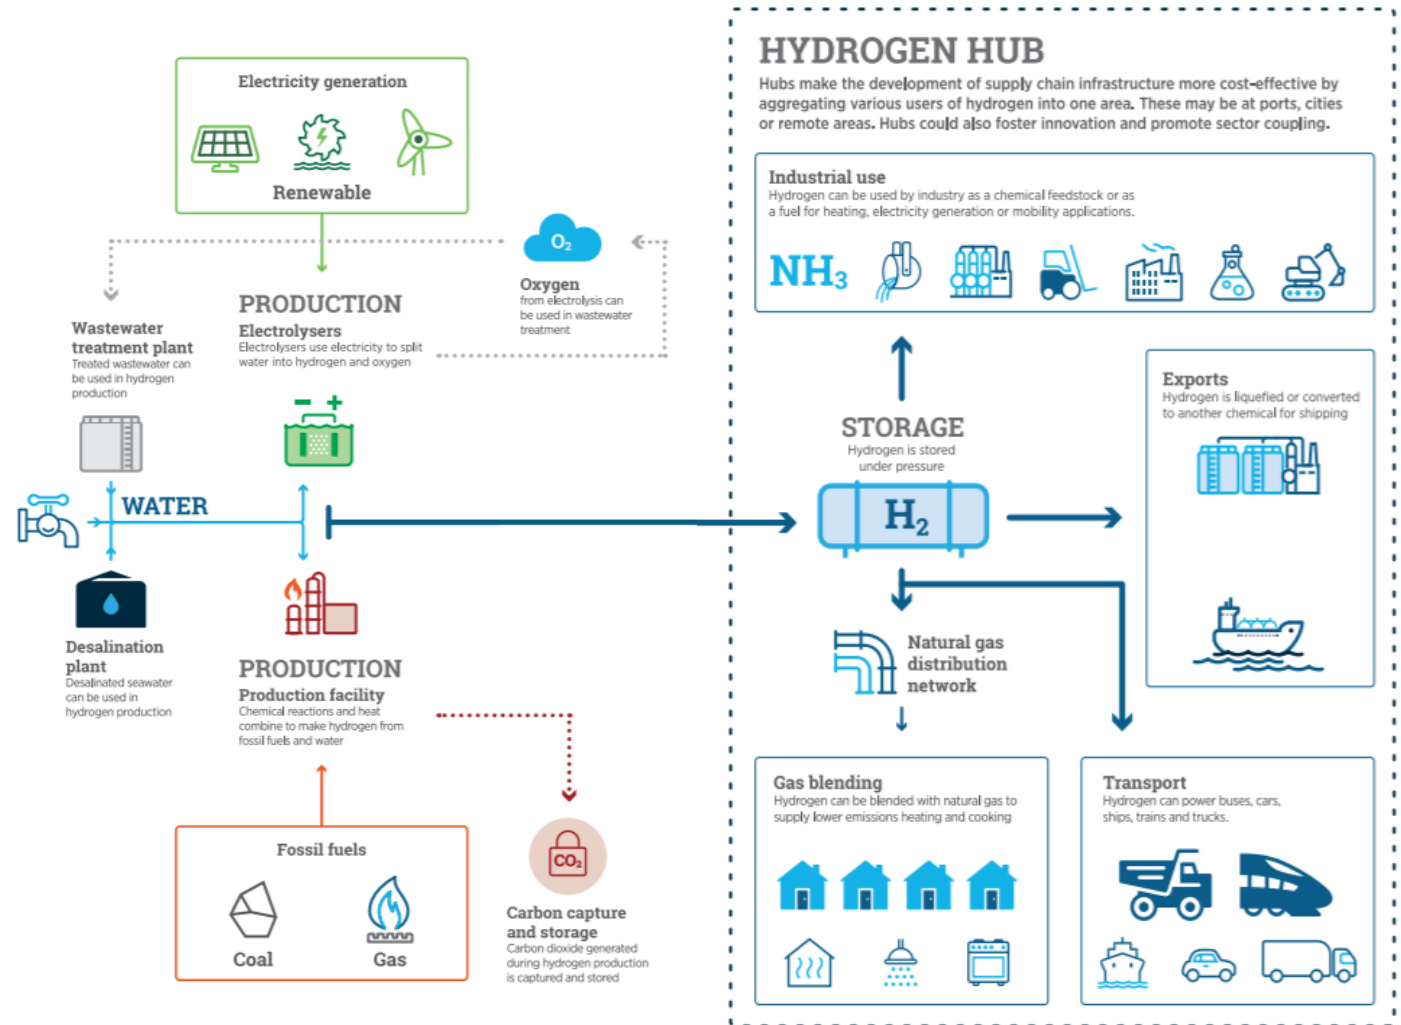 Electricity generation
Renewable
O₂
Oxygen
from electrolysis can
be used in wastewater
treatment
PRODUCTION
Electrolysers
Electrolysers use electricity to split
water into hydrogen and oxygen
Wastewater
treatment plant
Treated wastewater can
be used in hydrogen
production
WATER
Desalination
plant
Desalinated seawater
can be used in
hydrogen production
PRODUCTION
Production facility
Chemical reactions and heat
combine to make hydrogen from
fossil fuels and water
Fossil fuels
Coal
Gas
CO₂
Carbon capture
and storage
Carbon dioxide generated
during hydrogen production
is captured and stored
HYDROGEN HUB
Hubs make the development of supply chain infrastructure more cost-effective by
aggregating various users of hydrogen into one area. These may be at ports, cities
or remote areas. Hubs could also foster innovation and promote sector coupling.
Industrial use
Hydrogen can be used by industry as a chemical feedstock or as
a fuel for heating, electricity generation or mobility applications.
NH₃
STORAGE
Hydrogen is stored
under pressure
H₂
Exports
Hydrogen is liquefied or converted
to another chemical for shipping
Natural gas
distribution
network
Gas blending
Hydrogen can be blended with natural gas to
supply lower emissions heating and cooking
Transport
Hydrogen can power buses, cars,
ships, trains and trucks.